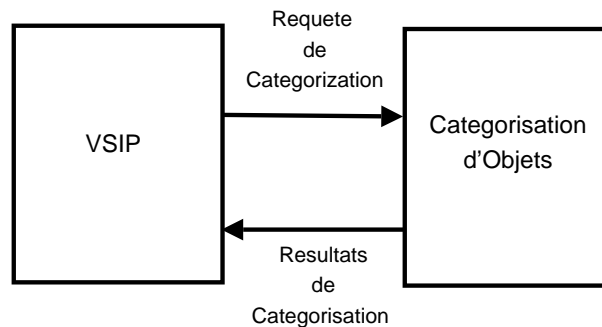 Requete
de
Categorization
VSIP
Categorisation
d'Objets
Resultats
de
Categorisation